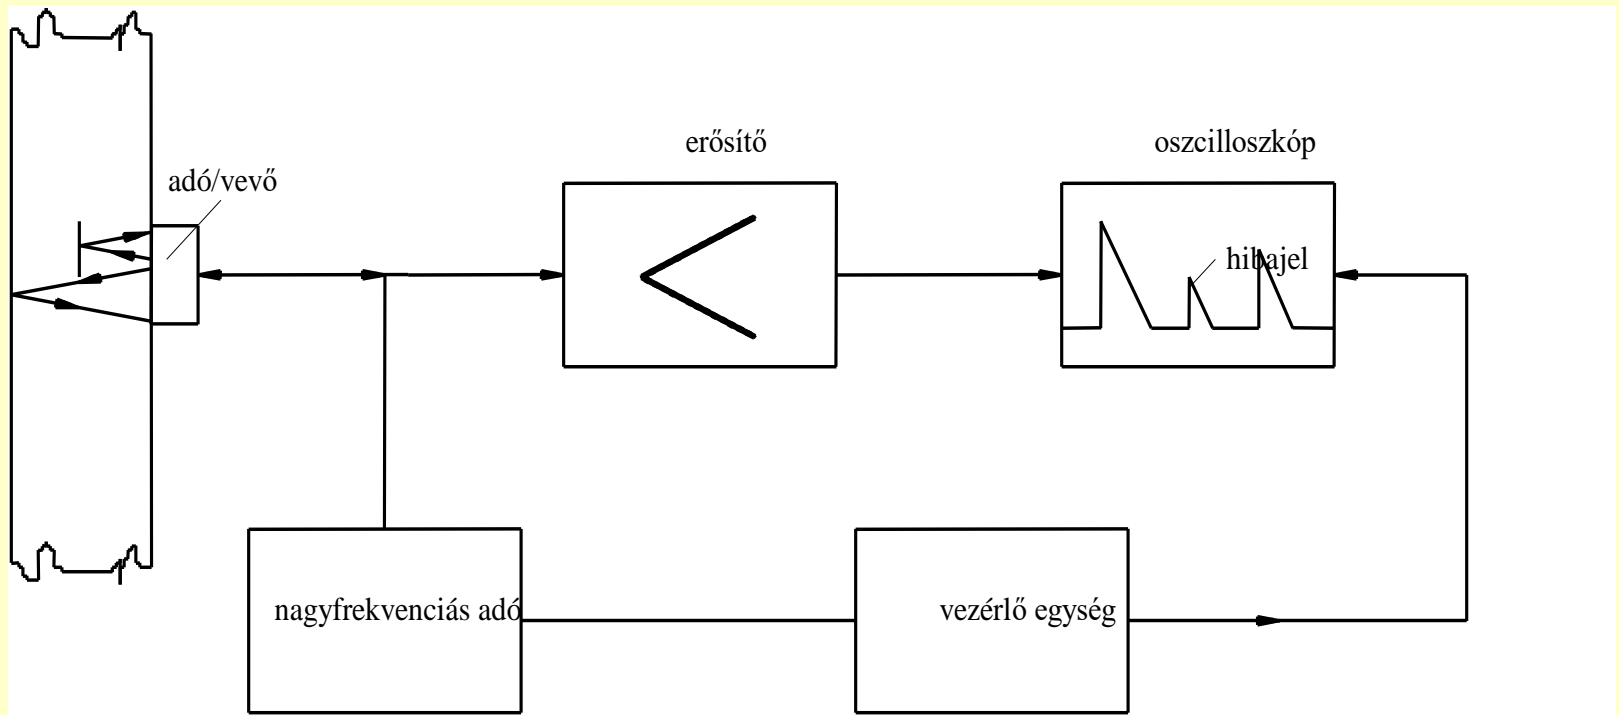 erősítő
oszcilloszkóp
adó/vevő
hibajel
nagyfrekvenciás adó
vezérlő egység